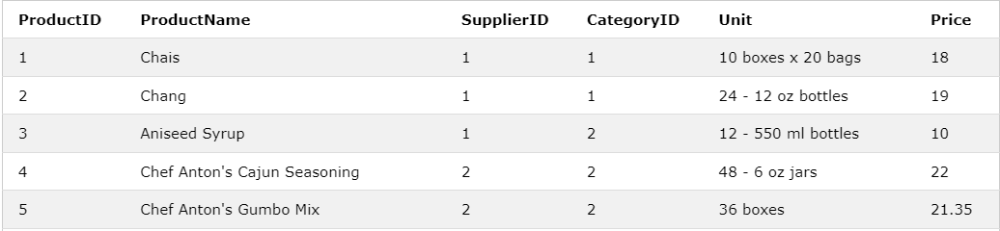 ProductID ProductName SupplierID CategoryID Unit Price
1 Chais 1 1 10 boxes x 20 bags 18
2 Chang 1 1 24 - 12 oz bottles 19
3 Aniseed Syrup 1 2 12 - 550 ml bottles 10
4 Chef Anton's Cajun Seasoning 2 2 48 - 6 oz jars 22
5 Chef Anton's Gumbo Mix 2 2 36 boxes 21.35